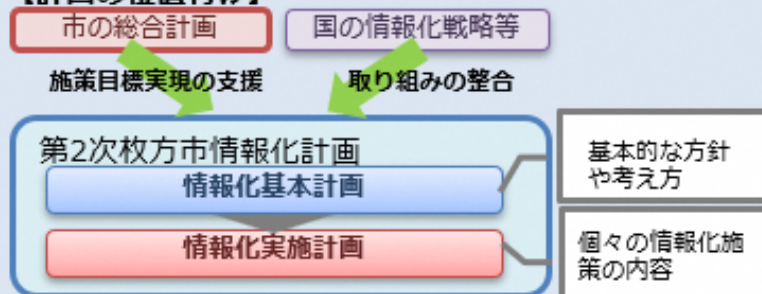 市の総合計画
国の情報化戦略等
施策目標実現の支援
取り組みの整合
第2次枚方市情報化計画
情報化基本計画
情報化実施計画
基本的な方針
や考え方
個々の情報化施
策の内容